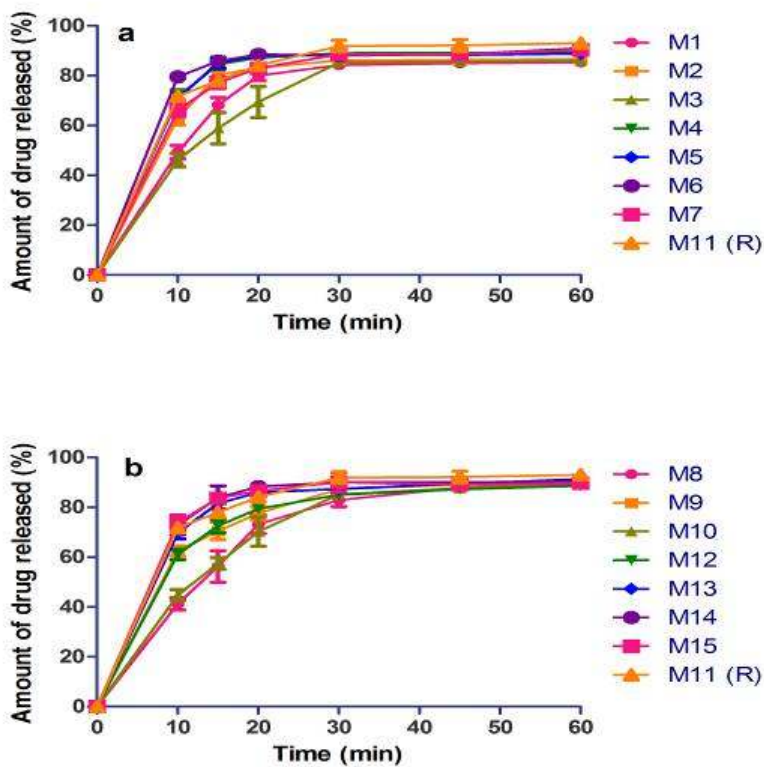 a
Amount of drug released (%)
100
80
60
40
20
0
0 10 20 30 40 50 60
Time (min)
M1
M2
M3
M4
M5
M6
M7
M11 (R)
b
Amount of drug released (%)
100
80
60
40
20
0
0 10 20 30 40 50 60
Time (min)
M8
M9
M10
M12
M13
M14
M15
M11 (R)